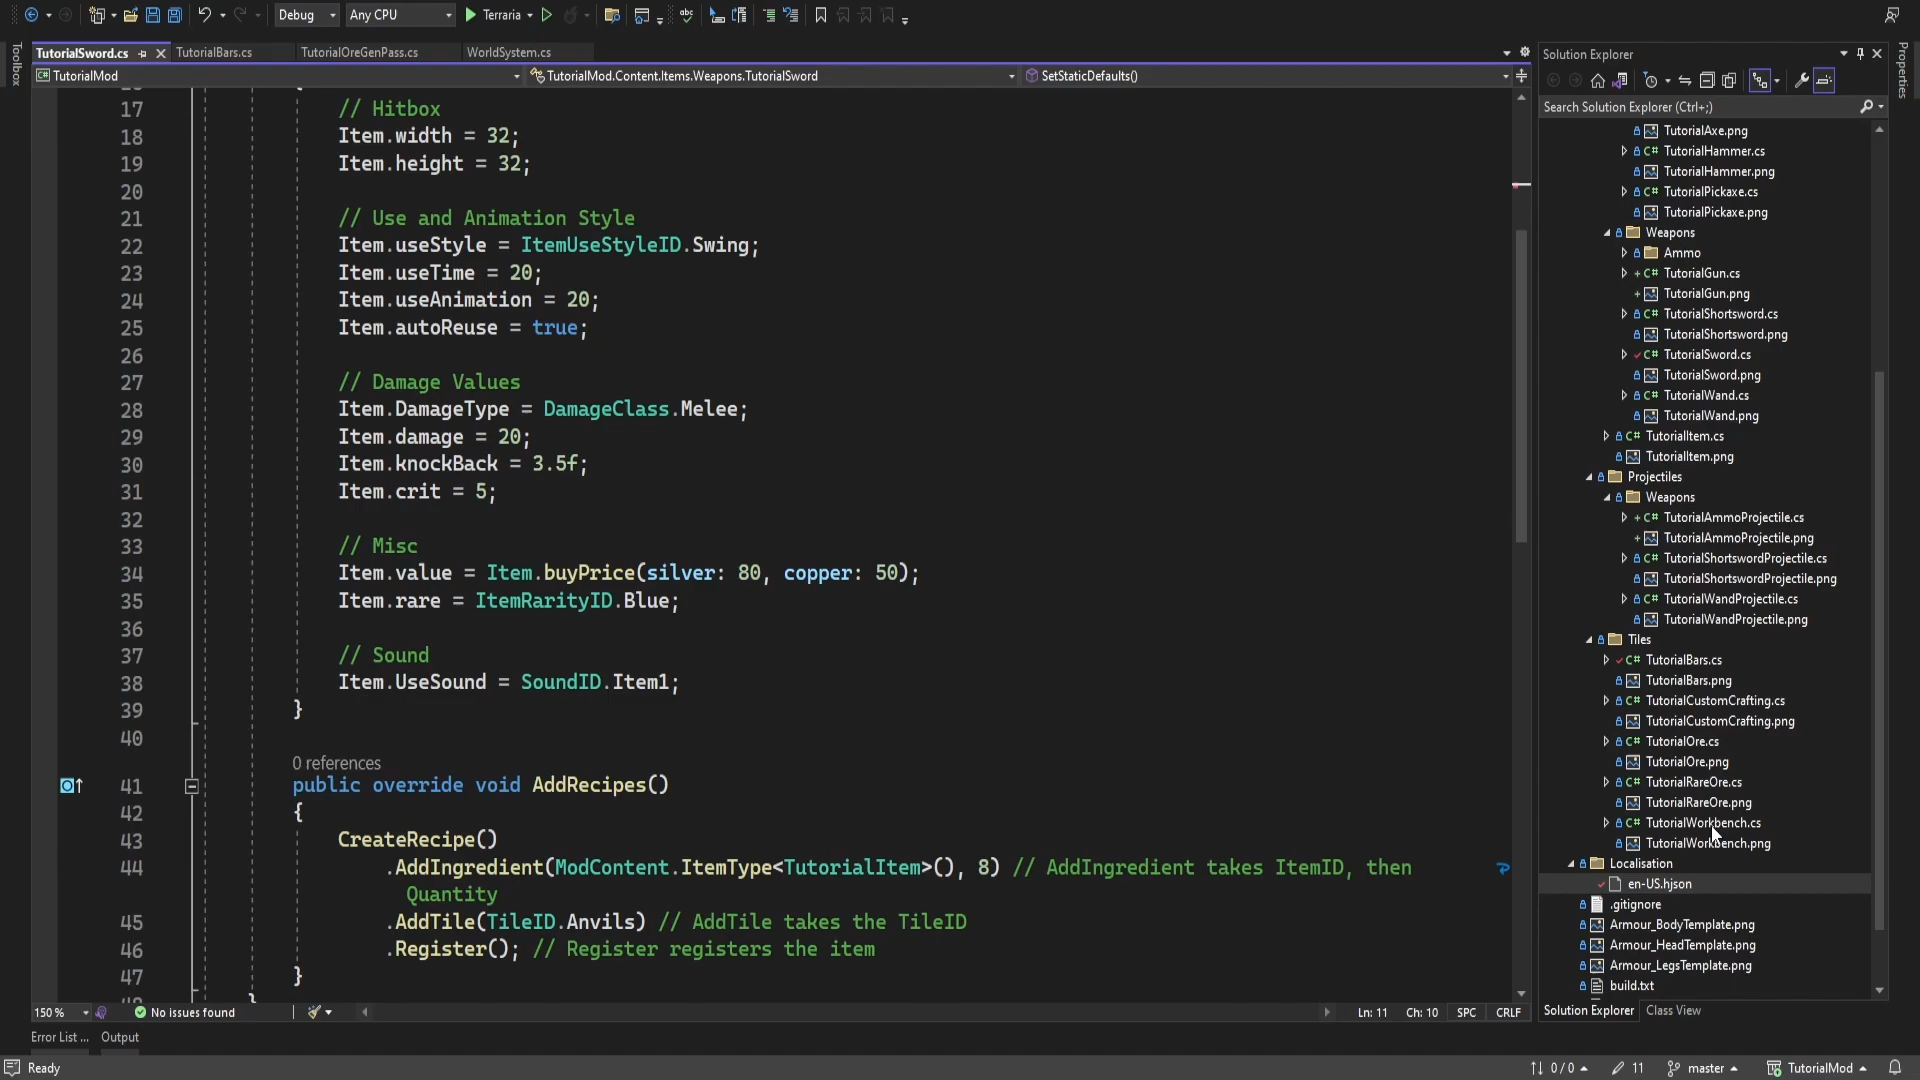 Debug
Any CPU
Terraria
Toolbox
TutorialSword.cs
TutorialBars.cs
TutorialOreGenPass.cs
WorldSystem.cs
TutorialMod
TutorialMod.Content.Items.Weapons.TutorialSword
SetStaticDefaults()
17 // Hitbox
18 Item.width = 32;
19 Item.height = 32;
20
21 // Use and Animation Style
22 Item.useStyle = ItemUseStyleID.Swing;
23 Item.useTime = 20;
24 Item.useAnimation = 20;
25 Item.autoReuse = true;
26
27 // Damage Values
28 Item.DamageType = DamageClass.Melee;
29 Item.damage = 20;
30 Item.knockBack = 3.5f;
31 Item.crit = 5;
32
33 // Misc
34 Item.value = Item.buyPrice(silver: 80, copper: 50);
35 Item.rare = ItemRarityID.Blue;
36
37 // Sound
38 Item.UseSound = SoundID.Item1;
39 }
40
0 references
41 public override void AddRecipes()
42 {
43 CreateRecipe()
44 .AddIngredient(ModContent.ItemType<TutorialItem>(), 8) // AddIngredient takes ItemID, then
Quantity
45 .AddTile(TileID.Anvils) // AddTile takes the TileID
46 .Register(); // Register registers the item
47 }
150 %
No issues found
Ln: 11
Ch: 10
SPC
CRLF
Error List ...
Output
Ready
Solution Explorer
Search Solution Explorer (Ctrl+;)
TutorialAxe.png
C# TutorialHammer.cs
TutorialHammer.png
C# TutorialPickaxe.cs
TutorialPickaxe.png
Weapons
Ammo
C# TutorialGun.cs
TutorialGun.png
C# TutorialShortsword.cs
TutorialShortsword.png
C# TutorialSword.cs
TutorialSword.png
C# TutorialWand.cs
TutorialWand.png
C# TutorialItem.cs
TutorialItem.png
Projectiles
Weapons
C# TutorialAmmoProjectile.cs
TutorialAmmoProjectile.png
C# TutorialShortswordProjectile.cs
TutorialShortswordProjectile.png
C# TutorialWandProjectile.cs
TutorialWandProjectile.png
Tiles
C# TutorialBars.cs
TutorialBars.png
C# TutorialCustomCrafting.cs
TutorialCustomCrafting.png
C# TutorialOre.cs
TutorialOre.png
C# TutorialRareOre.cs
TutorialRareOre.png
C# TutorialWorkbench.cs
TutorialWorkbench.png
Localisation
en-US.hjson
.gitignore
Armour_BodyTemplate.png
Armour_HeadTemplate.png
Armour_LegsTemplate.png
build.txt
Solution Explorer
Class View
Properties
0 / 0
11
master
TutorialMod